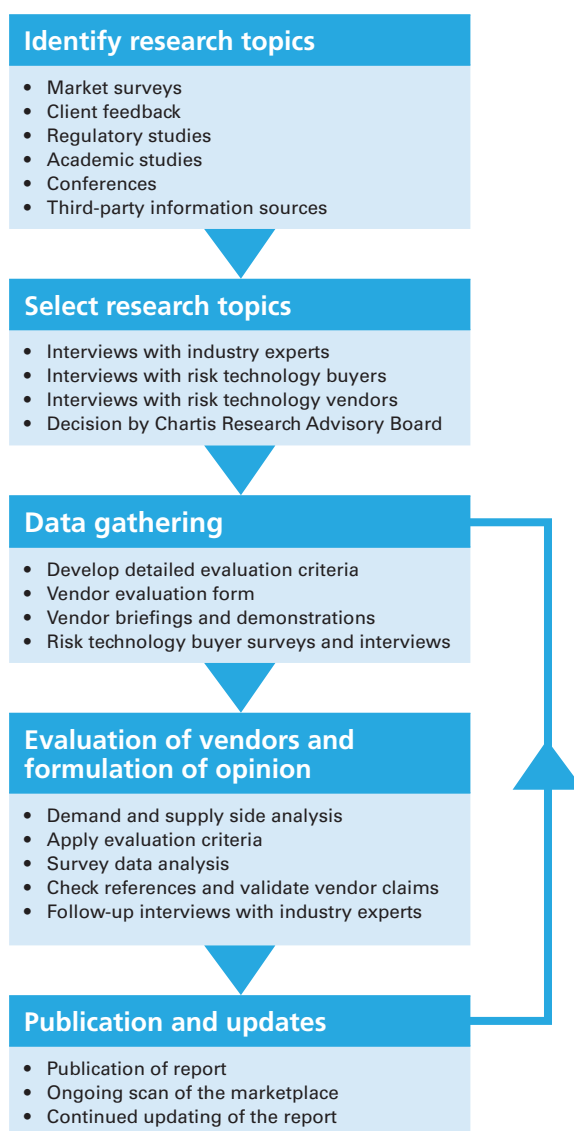 Identify research topics
• Market surveys
• Client feedback
• Regulatory studies
• Academic studies
• Conferences
• Third-party information sources
Select research topics
• Interviews with industry experts
• Interviews with risk technology buyers
• Interviews with risk technology vendors
• Decision by Chartis Research Advisory Board
Data gathering
• Develop detailed evaluation criteria
• Vendor evaluation form
• Vendor briefings and demonstrations
• Risk technology buyer surveys and interviews
Evaluation of vendors and
formulation of opinion
• Demand and supply side analysis
• Apply evaluation criteria
• Survey data analysis
• Check references and validate vendor claims
• Follow-up interviews with industry experts
Publication and updates
• Publication of report
• Ongoing scan of the marketplace
• Continued updating of the report